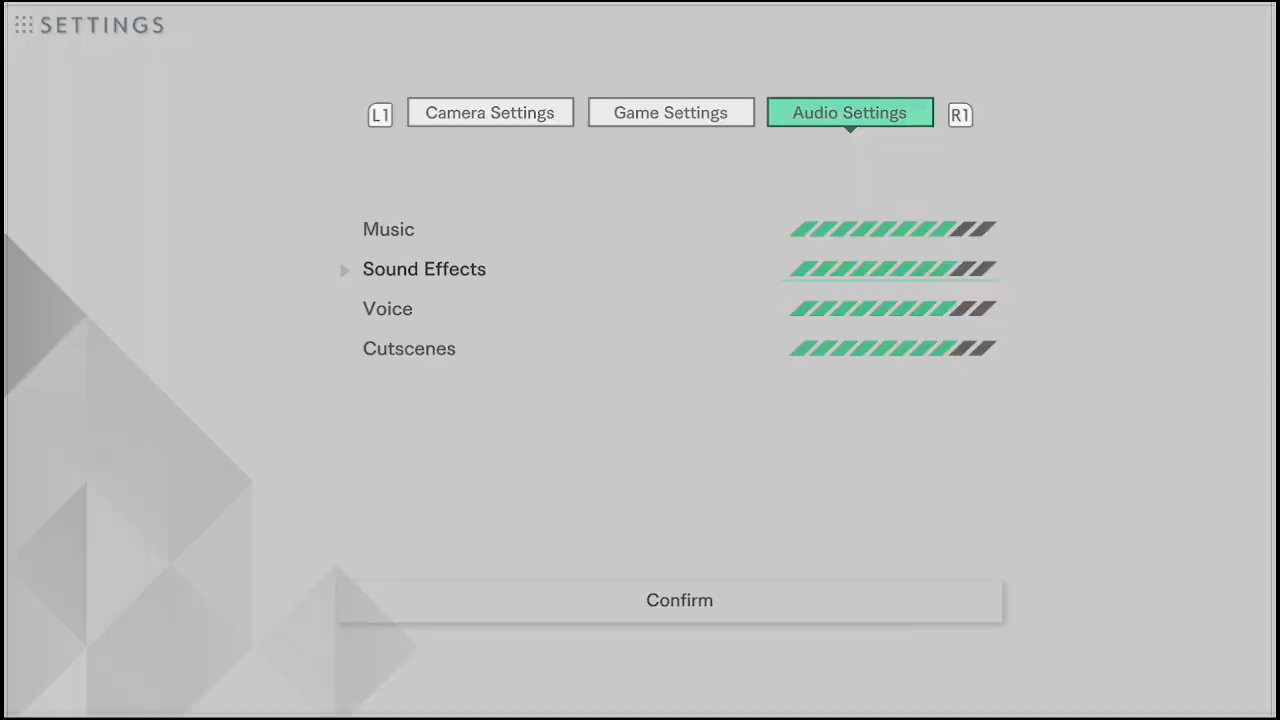 SETTINGS
L1 Camera Settings Game Settings Audio Settings R1
Music
Sound Effects
Voice
Cutscenes
Confirm